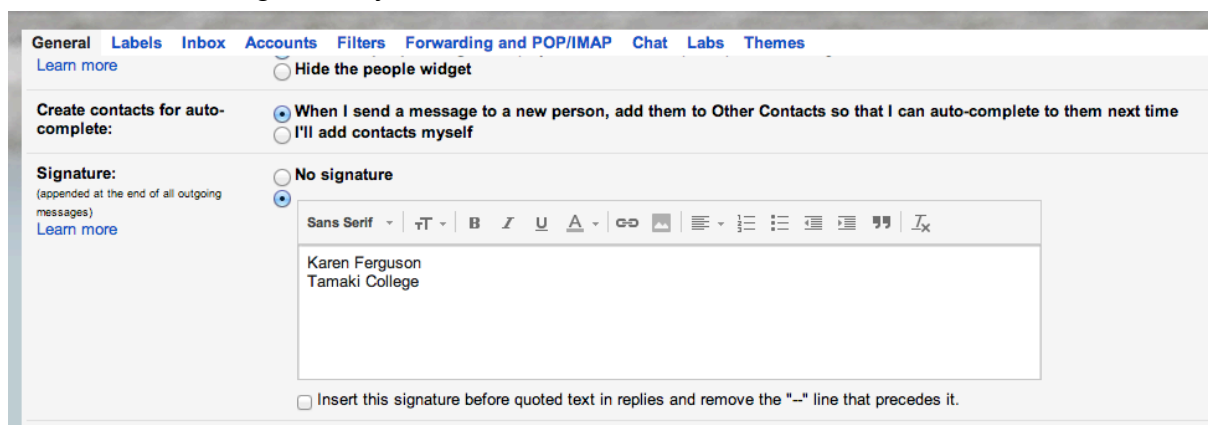 General Labels Inbox Accounts Filters Forwarding and POP/IMAP Chat Labs Themes
Learn more
Hide the people widget
Create contacts for auto-
complete:
When I send a message to a new person, add them to Other Contacts so that I can auto-complete to them next time
I'll add contacts myself
Signature:
(appended at the end of all outgoing
messages)
Learn more
No signature
Sans Serif
Karen Ferguson
Tamaki College
Insert this signature before quoted text in replies and remove the "--" line that precedes it.